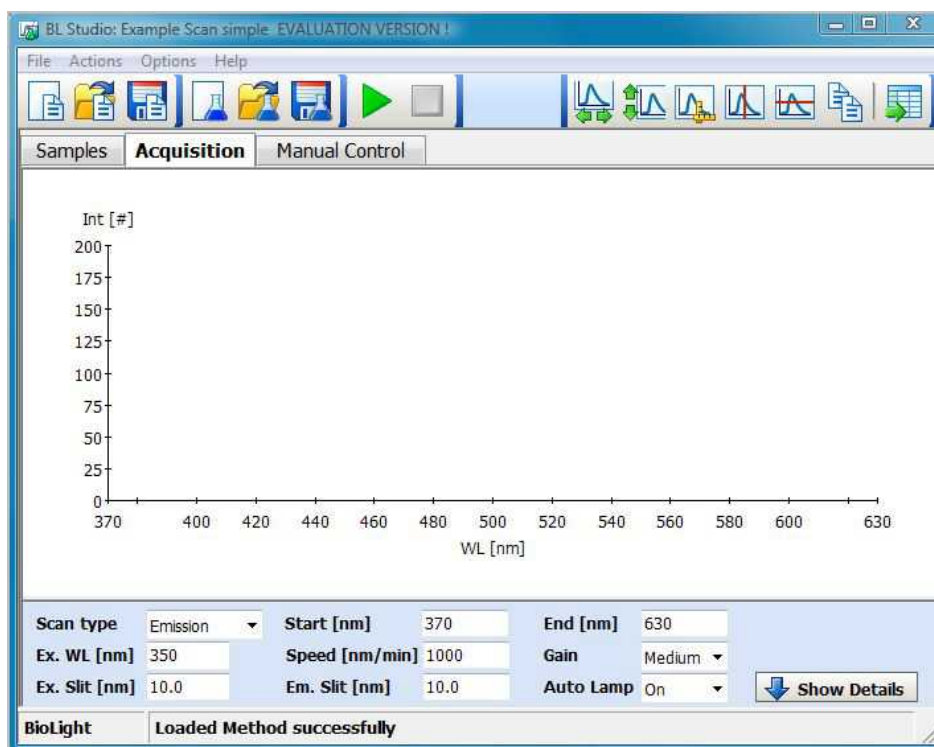 BL Studio: Example Scan simple EVALUATION VERSION !
File Actions Options Help
Samples Acquisition Manual Control
Int [#]
200
175
150
125
100
75
50
25
0
370 400 420 440 460 480 500 520 540 560 580 600 630
WL [nm]
Scan type Emission Start [nm] 370 End [nm] 630
Ex. WL [nm] 350 Speed [nm/min] 1000 Gain Medium
Ex. Slit [nm] 10.0 Em. Slit [nm] 10.0 Auto Lamp On Show Details
BioLight Loaded Method successfully